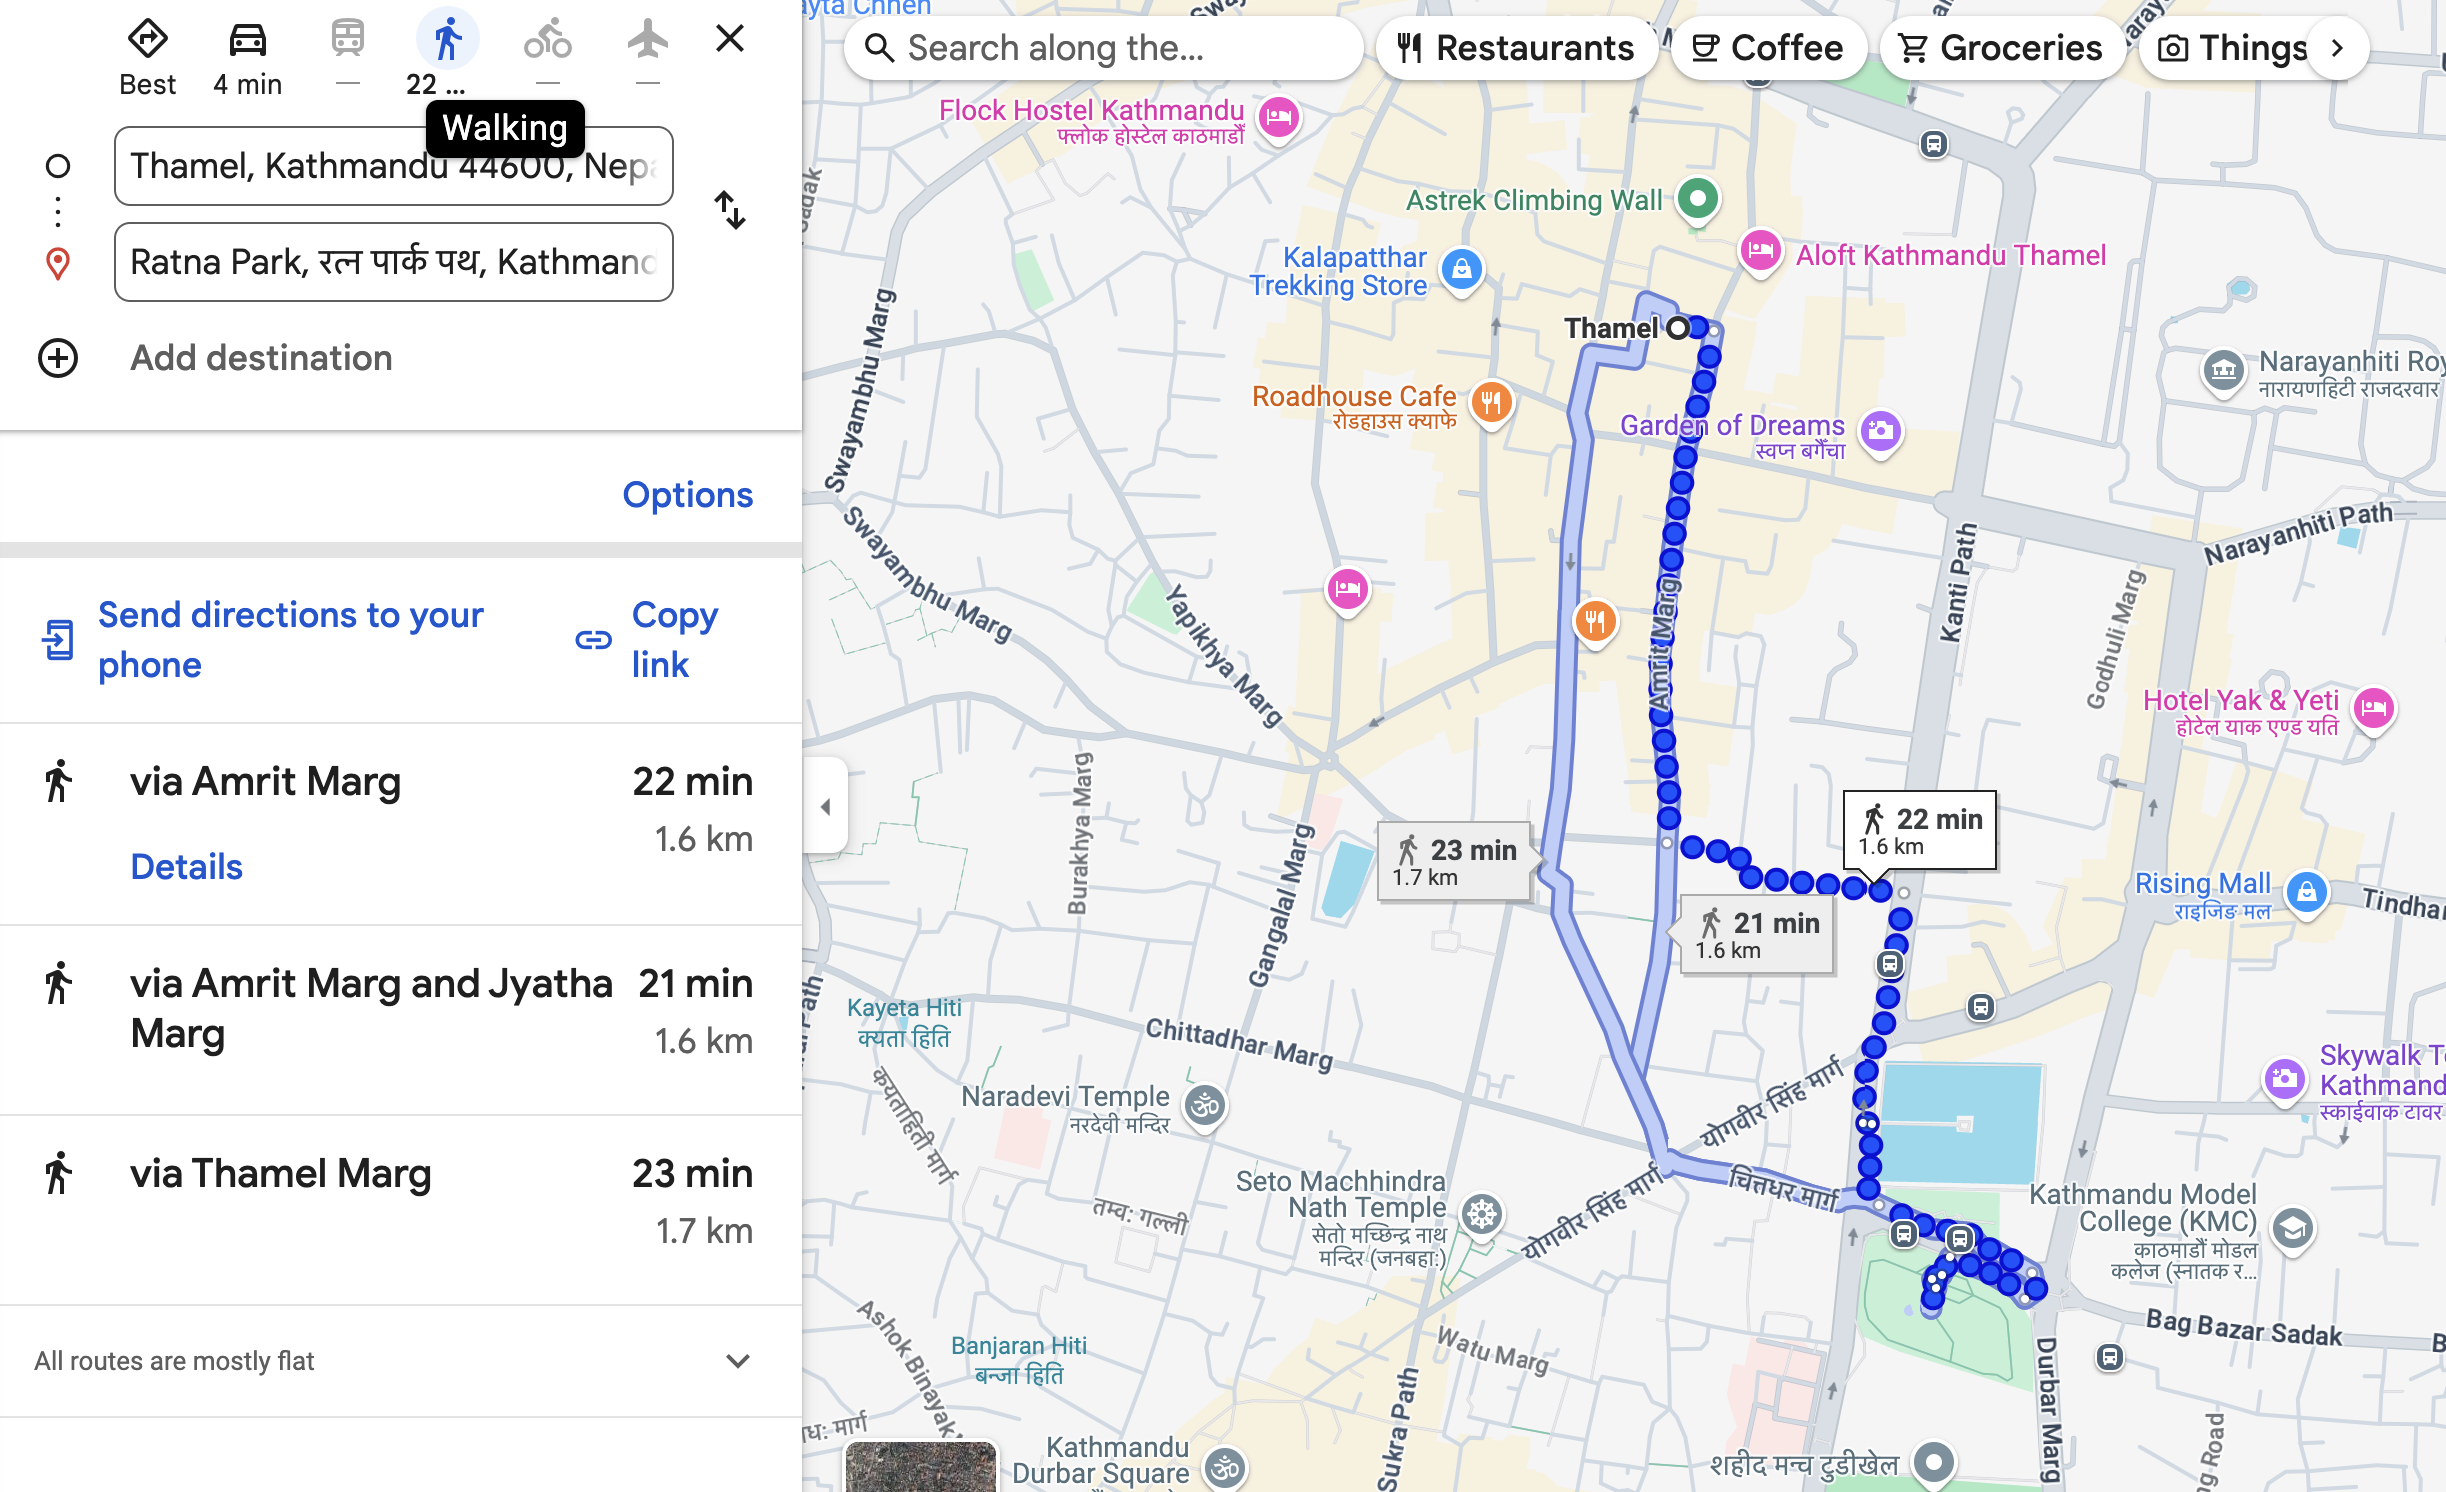 Best
4 min
—
22 ...
—
—
Walking
Thamel, Kathmandu 44600, Nepa
Ratna Park, रत्न पार्क पथ, Kathmand
Add destination
Options
Send directions to your
phone
Copy
link
via Amrit Marg
22 min
1.6 km
Details
via Amrit Marg and Jyatha
Marg
21 min
1.6 km
via Thamel Marg
23 min
1.7 km
All routes are mostly flat
Search along the...
Restaurants
Coffee
Groceries
Things
Flock Hostel Kathmandu
फ्लोक होस्टेल काठमाडौँ
Astrek Climbing Wall
Kalapatthar
Trekking Store
Aloft Kathmandu Thamel
Thamel
Roadhouse Cafe
रोडहाउस क्याफे
Garden of Dreams
स्वप्न बगैँचा
Narayanhiti Roy
नारायणहिटी राजदरवार
Swayambhu Marg
Swayambhu Marg
Yapikhya Marg
Amrit Marg
Kanti Path
Narayanhiti Path
Godhuli Marg
Hotel Yak & Yeti
होटेल याक एण्ड यति
Burakhya Marg
Gangalal Marg
23 min
1.7 km
22 min
1.6 km
21 min
1.6 km
Rising Mall
राइजिङ मल
Tindha
Kayeta Hiti
क्यता हिति
Chittadhar Marg
कयताहिती मार्ग
Naradevi Temple
नरदेवी मन्दिर
योगवीर सिंह मार्ग
Skywalk T
Kathmand
स्काईवाक टावर
Seto Machhindra
Nath Temple
सेतो मच्छिन्द्र नाथ
मन्दिर (जनबहा:)
तम्व: गल्ली
योगवीर सिंह मार्ग
चित्तधर मार्ग
Kathmandu Model
College (KMC)
काठमाडौं मोडल
कलेज (स्नातक र...
Ashok Binayak
Banjaran Hiti
बन्जा हिति
Watu Marg
Sukra Path
Bag Bazar Sadak
Durbar Marg
Kathmandu
Durbar Square
शहीद मन्च टुडीखेल
ng Road